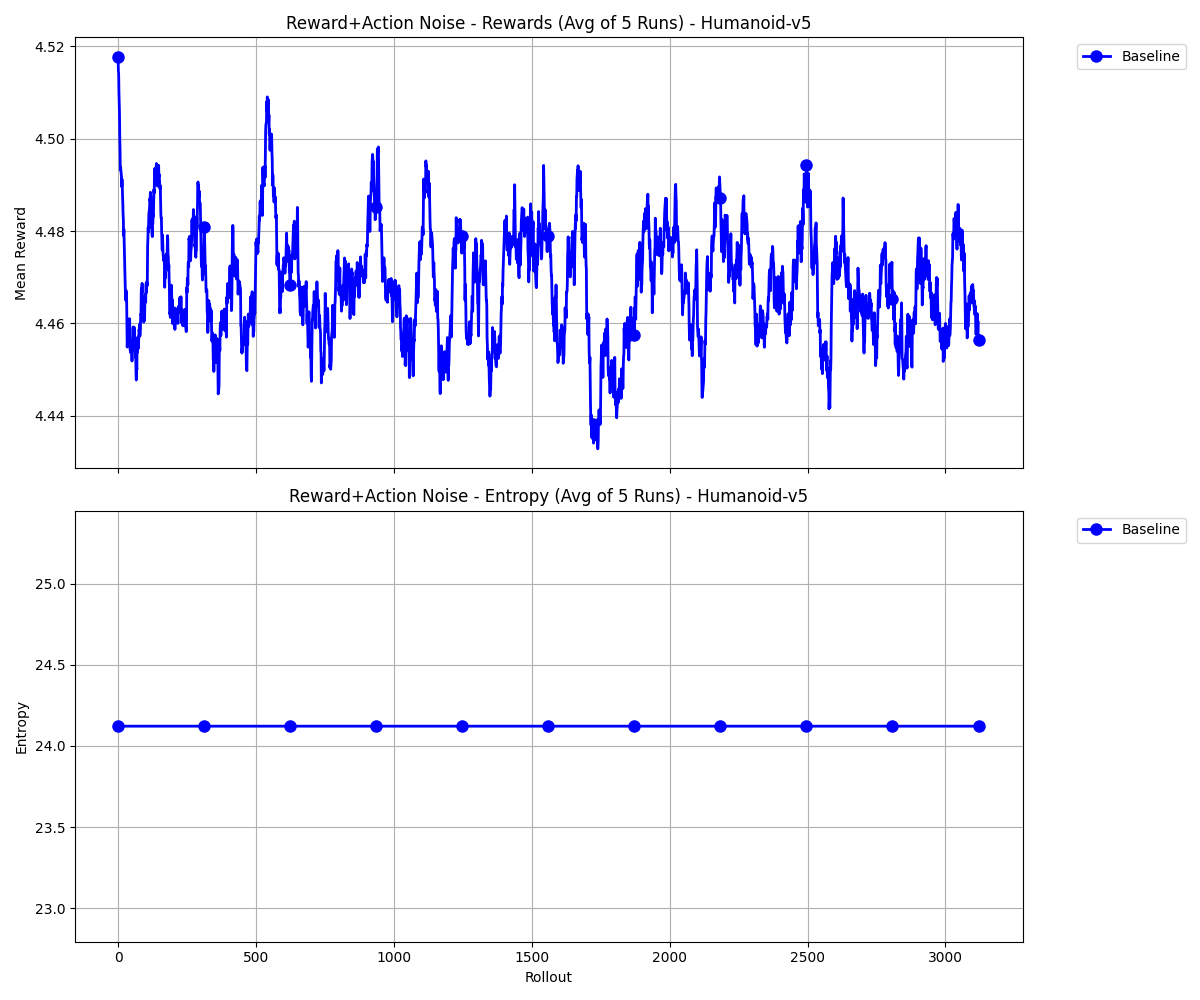 Reward+Action Noise - Rewards (Avg of 5 Runs) - Humanoid-v5
4.52
4.50
4.48
4.46
4.44
Mean Reward
Baseline
Reward+Action Noise - Entropy (Avg of 5 Runs) - Humanoid-v5
25.0
24.5
24.0
23.5
23.0
Entropy
Baseline
0 500 1000 1500 2000 2500 3000
Rollout